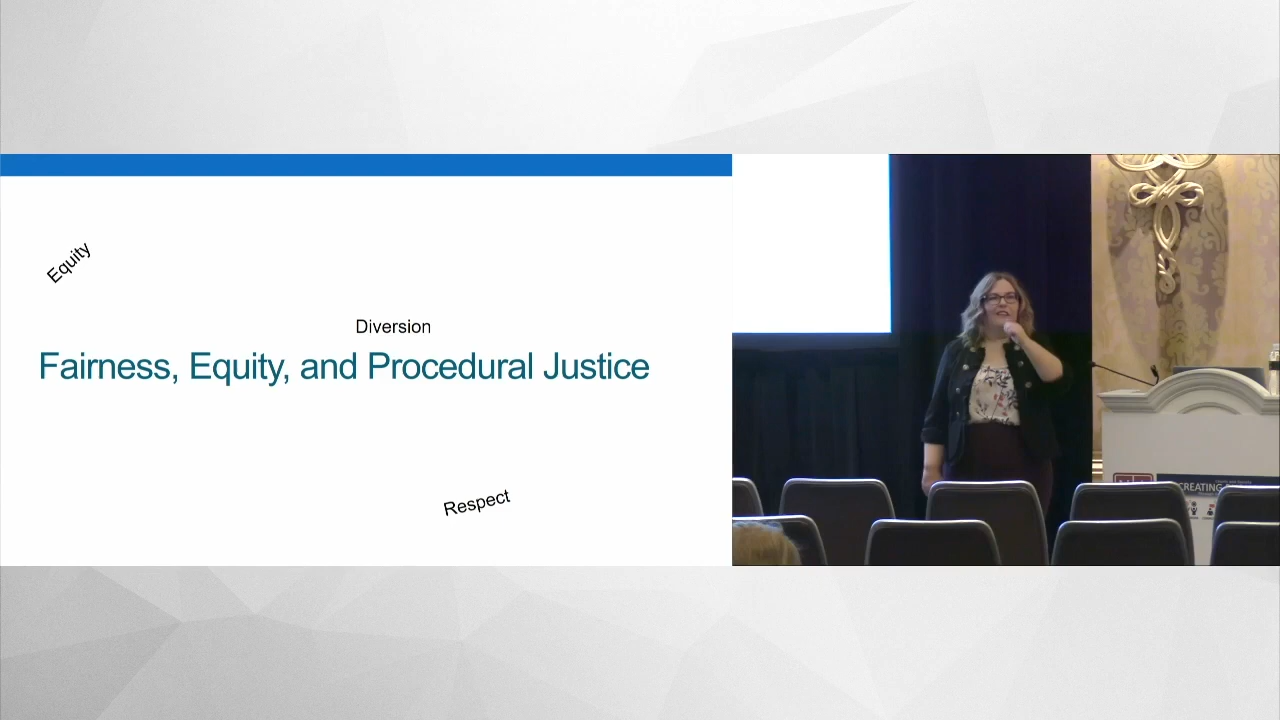 Equity
Diversion
Fairness, Equity, and Procedural Justice
Respect
CREATING